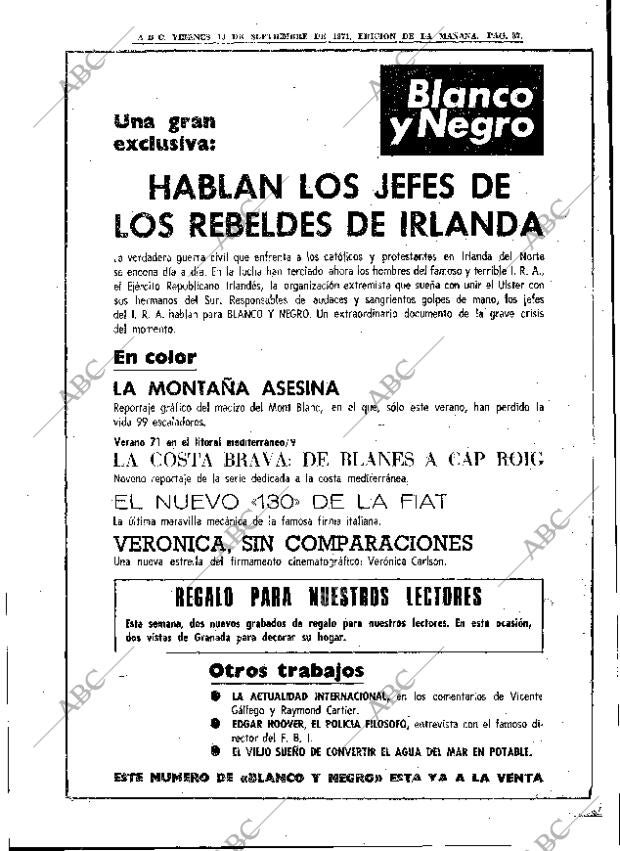 A B C. VIERNES 10 DE SEPTIEMBRE DE 1971. EDICION DE LA MAÑANA. PAG. 37.
Blanco
y Negro
Una gran
exclusiva:
HABLAN LOS JEFES DE
LOS REBELDES DE IRLANDA
La verdadera guerra civil que enfrenta a los católicos y protestantes en Irlanda del Norte
se encona día a día. En la lucha han terciado ahora los hombres del famoso y terrible I. R. A.,
el Ejército Republicano Irlandés, la organización extremista que sueña con unir el Ulster con
sus hermanos del Sur. Responsables de audaces y sangrientos golpes de mano, los jefes
del I. R. A. hablan para BLANCO Y NEGRO. Un extraordinario documento de la grave crisis
del momento.
En color
LA MONTAÑA ASESINA
Reportaje gráfico del macizo del Mont Blanc, en el que, sólo este verano, han perdido la
vida 99 escaladores.
Verano 71 en el litoral mediterráneo/9
LA COSTA BRAVA: DE BLANES A CAP ROIG
Noveno reportaje de la serie dedicada a la costa mediterránea.
EL NUEVO «130» DE LA FIAT
La última maravilla mecánica de la famosa firma italiana.
VERONICA, SIN COMPARACIONES
Una nueva estrella del firmamento cinematográfico: Verónica Carlson.
REGALO PARA NUESTROS LECTORES
Esta semana, dos nuevos grabados de regalo para nuestros lectores. En esta ocasión,
dos vistas de Granada para decorar su hogar.
Otros trabajos
● LA ACTUALIDAD INTERNACIONAL, en los comentarios de Vicente
Gállego y Raymond Cartier.
● EDGAR HOOVER, EL POLICIA FILOSOFO, entrevista con el famoso di-
rector del F. B. I.
● EL VIEJO SUEÑO DE CONVERTIR EL AGUA DEL MAR EN POTABLE.
ESTE NUMERO DE «BLANCO Y NEGRO» ESTA YA A LA VENTA